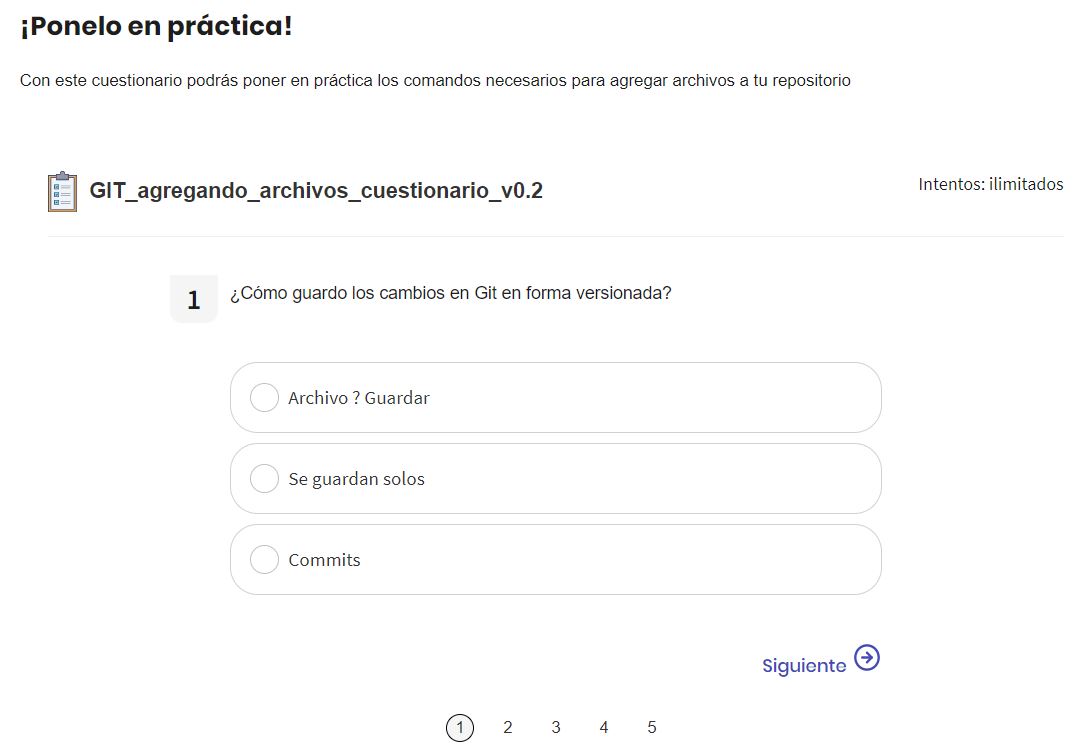 ¡Ponelo en práctica!
Con este cuestionario podrás poner en práctica los comandos necesarios para agregar archivos a tu repositorio
GIT_agregando_archivos_cuestionario_v0.2
Intentos: ilimitados
1
¿Cómo guardo los cambios en Git en forma versionada?
Archivo ? Guardar
Se guardan solos
Commits
Siguiente
1 2 3 4 5